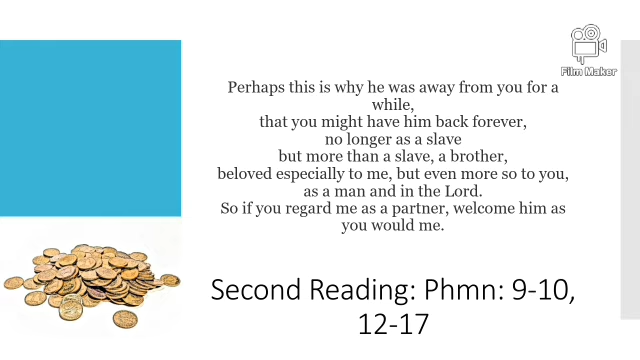 Film Maker
Perhaps this is why he was away from you for a
while,
that you might have him back forever,
no longer as a slave
but more than a slave, a brother,
beloved especially to me, but even more so to you,
as a man and in the Lord.
So if you regard me as a partner, welcome him as
you would me.
Second Reading: Phmn: 9-10,
12-17